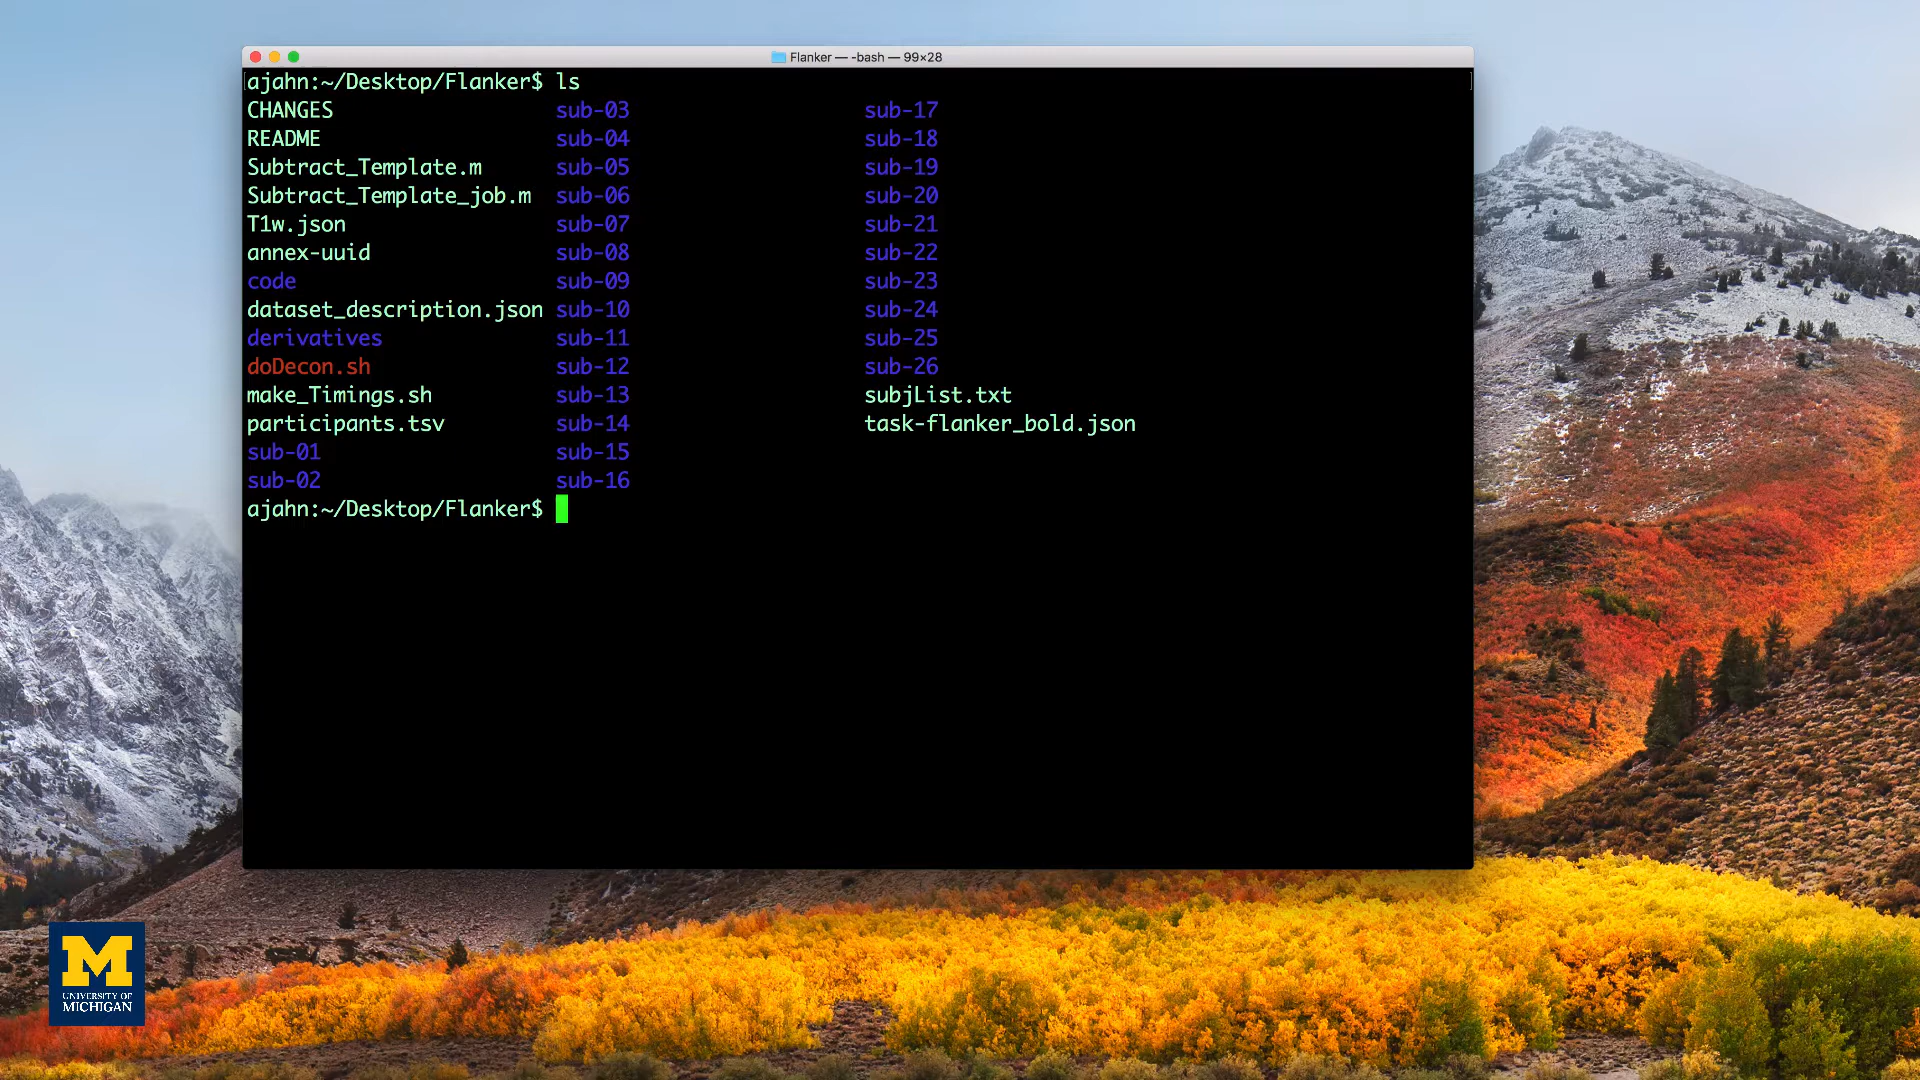 Flanker — -bash — 99×28
ajahn:~/Desktop/Flanker$ ls
CHANGES sub-03 sub-17
README sub-04 sub-18
Subtract_Template.m sub-05 sub-19
Subtract_Template_job.m sub-06 sub-20
T1w.json sub-07 sub-21
annex-uuid sub-08 sub-22
code sub-09 sub-23
dataset_description.json sub-10 sub-24
derivatives sub-11 sub-25
doDecon.sh sub-12 sub-26
make_Timings.sh sub-13 subjList.txt
participants.tsv sub-14 task-flanker_bold.json
sub-01 sub-15
sub-02 sub-16
ajahn:~/Desktop/Flanker$
M
UNIVERSITY OF
MICHIGAN